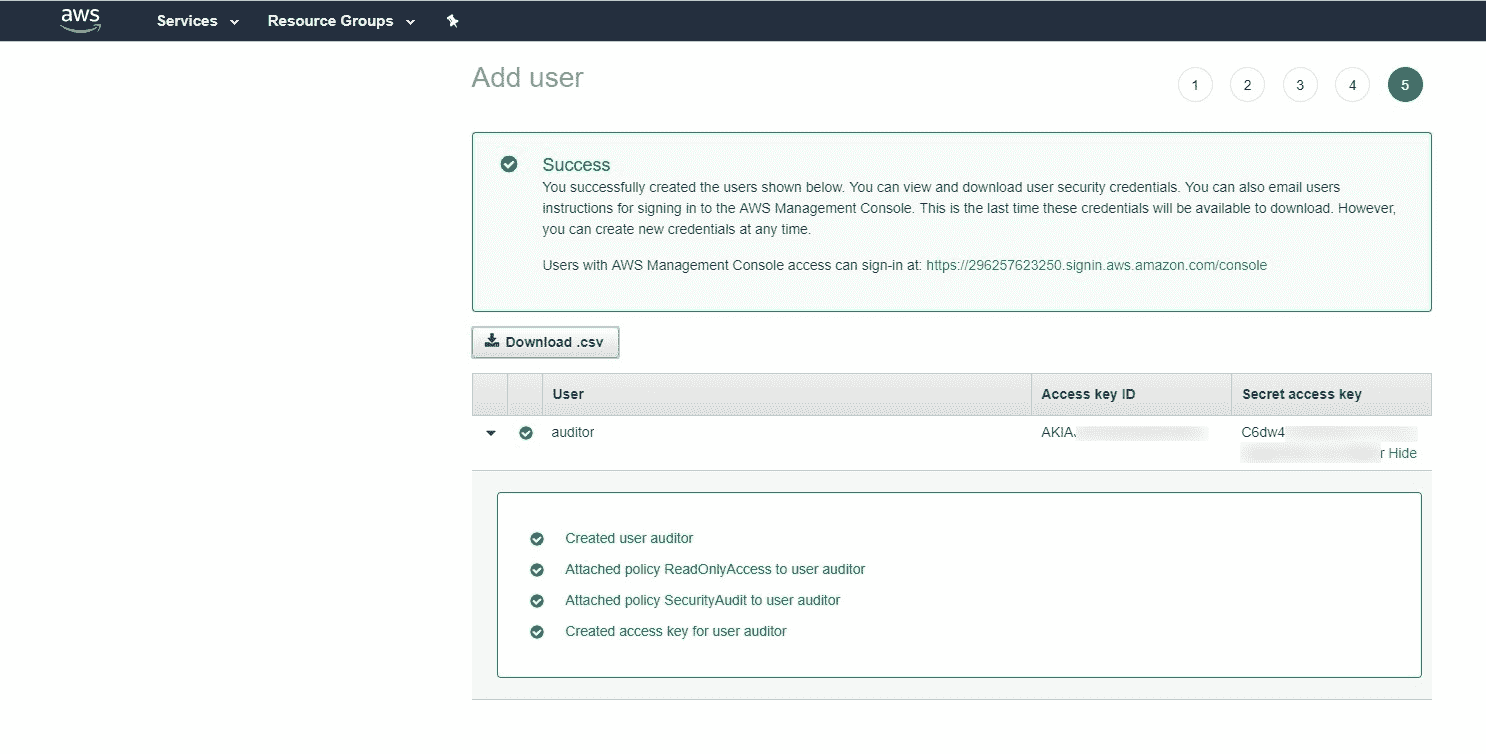 aws
Services
Resource Groups
Add user
1
2
3
4
5
Success
You successfully created the users shown below. You can view and download user security credentials. You can also email users
instructions for signing in to the AWS Management Console. This is the last time these credentials will be available to download. However,
you can create new credentials at any time.
Users with AWS Management Console access can sign-in at: https://296257623250.signin.aws.amazon.com/console
Download .csv
User
Access key ID
Secret access key
auditor
AKIA
C6dw4
r Hide
Created user auditor
Attached policy ReadOnlyAccess to user auditor
Attached policy SecurityAudit to user auditor
Created access key for user auditor